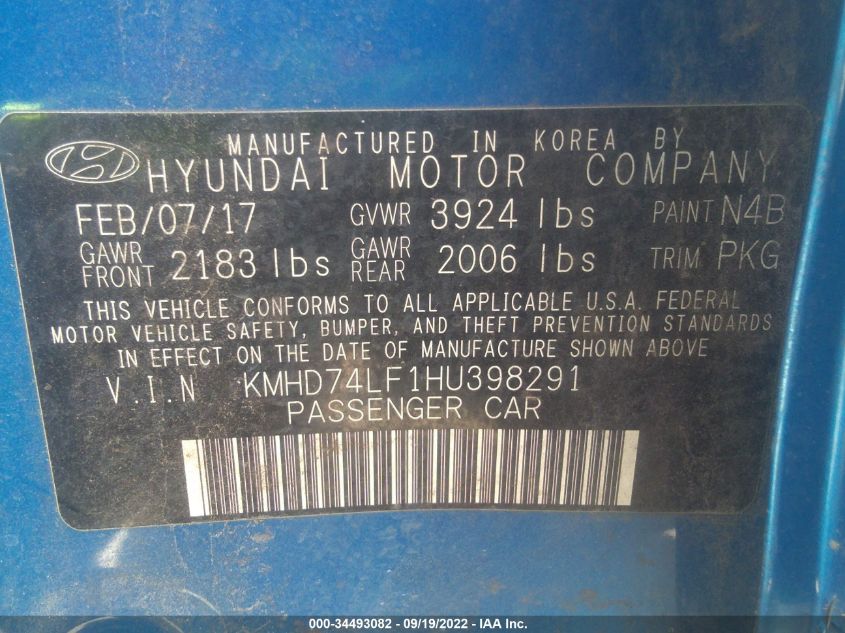 MANUFACTURED IN KOREA BY
HYUNDAI MOTOR COMPANY
FEB/07/17 GVWR 3924 lbs PAINT N4B
GAWR FRONT 2183 lbs GAWR REAR 2006 lbs TRIM PKG
THIS VEHICLE CONFORMS TO ALL APPLICABLE U.S.A. FEDERAL
MOTOR VEHICLE SAFETY, BUMPER, AND THEFT PREVENTION STANDARDS
IN EFFECT ON THE DATE OF MANUFACTURE SHOWN ABOVE
V.I.N KMHD74LF1HU398291
PASSENGER CAR
000-34493082 - 09/19/2022 - IAA Inc.